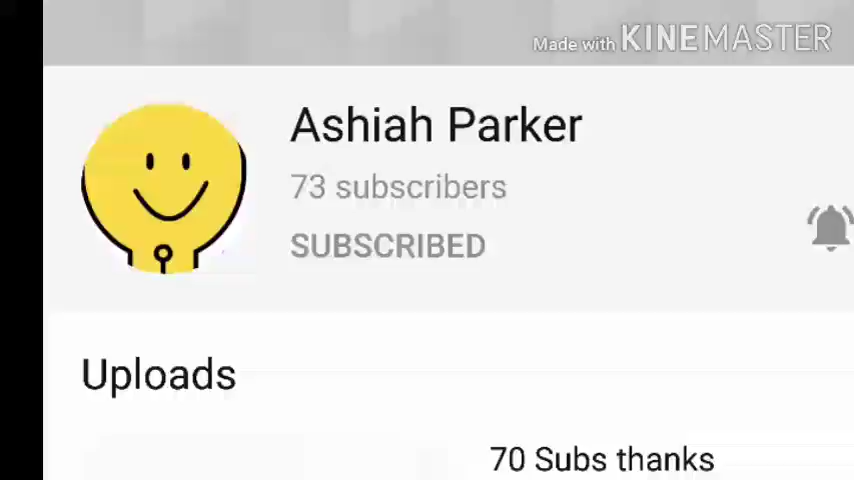 Made with KINEMASTER
Ashiah Parker
73 subscribers
SUBSCRIBED
Uploads
70 Subs thanks